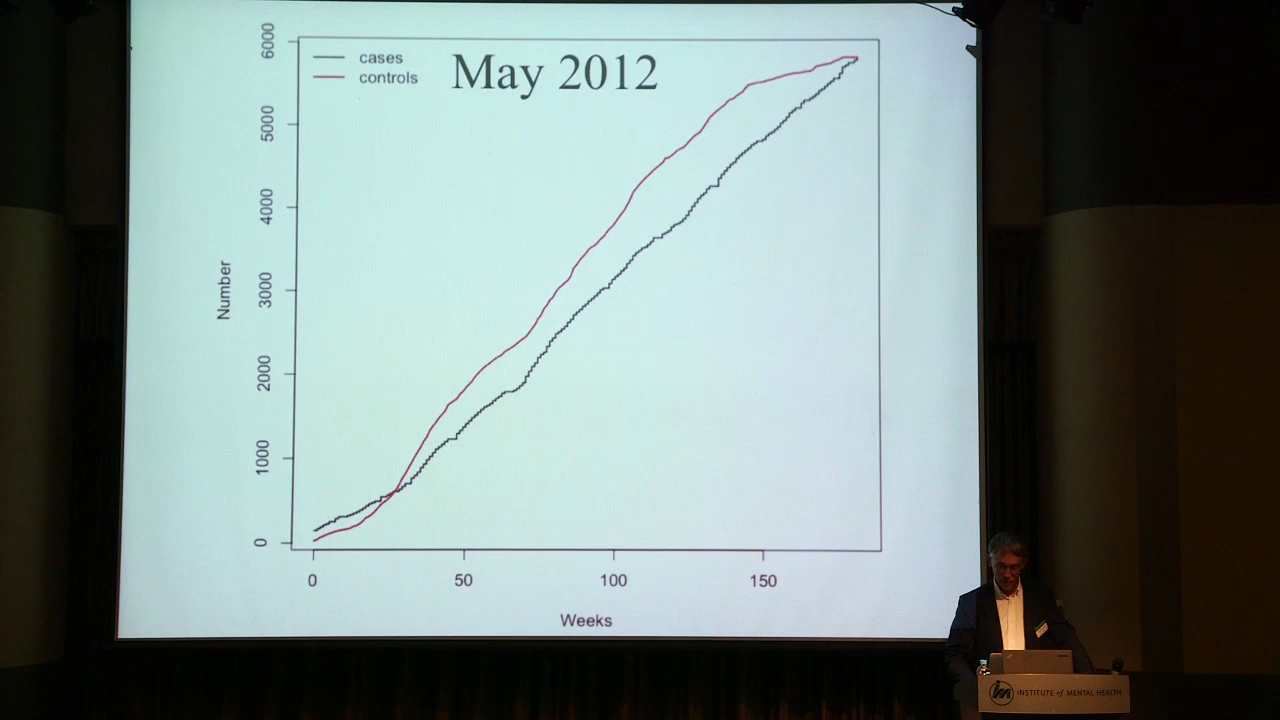 cases
controls
May 2012
6000
5000
4000
3000
2000
1000
0
Number
0 50 100 150
Weeks
im INSTITUTE of MENTAL HEALTH